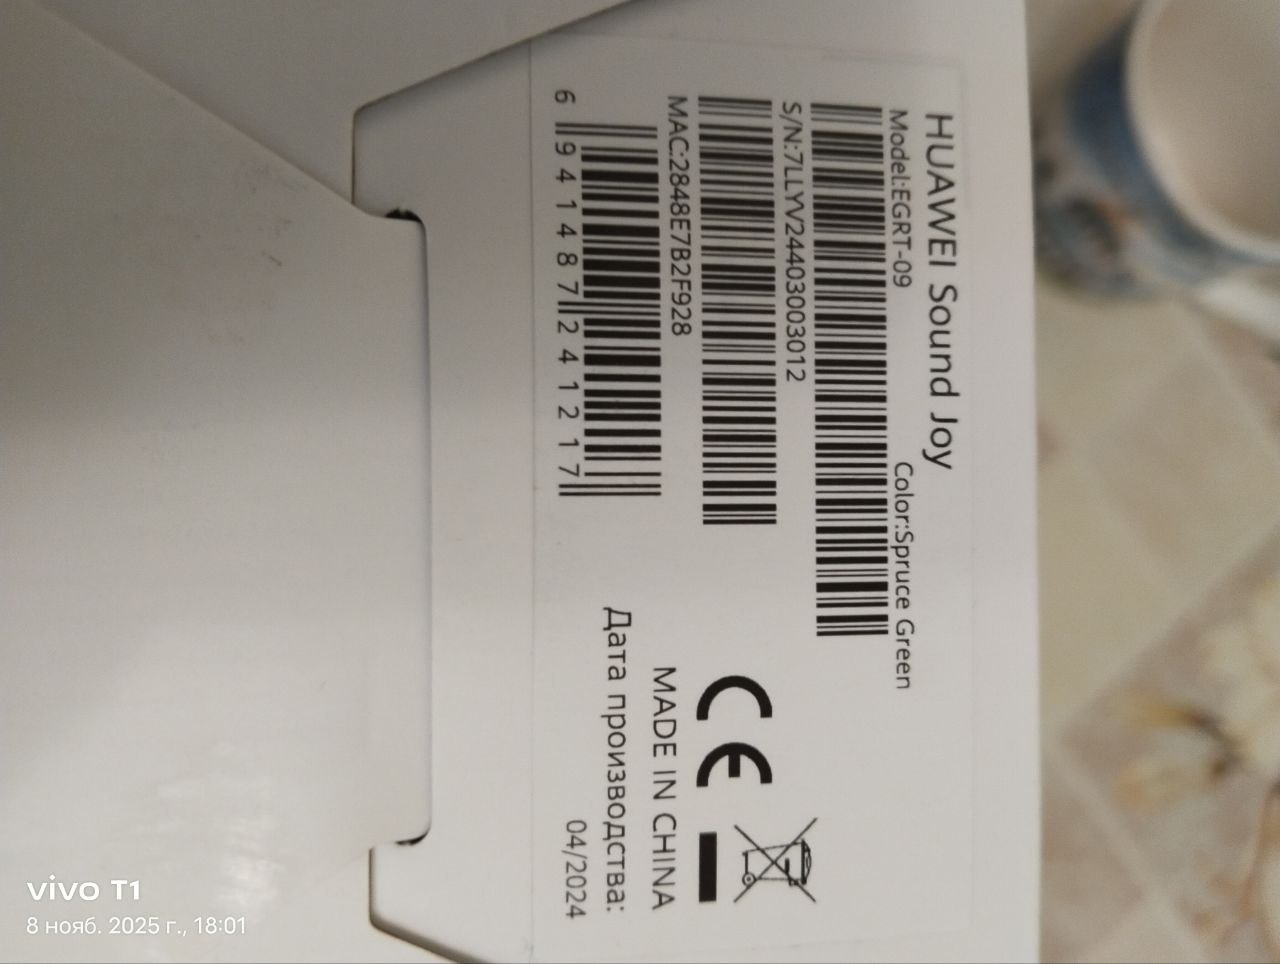 HUAWEI Sound Joy
Model:EGRT-09 Color:Spruce Green
S/N:7LLYV24403003012
MAC:2848E7B2F928
6 941487 241217
CE
MADE IN CHINA
Дата производства:
04/2024
vivo T1
8 нояб. 2025 г., 18:01